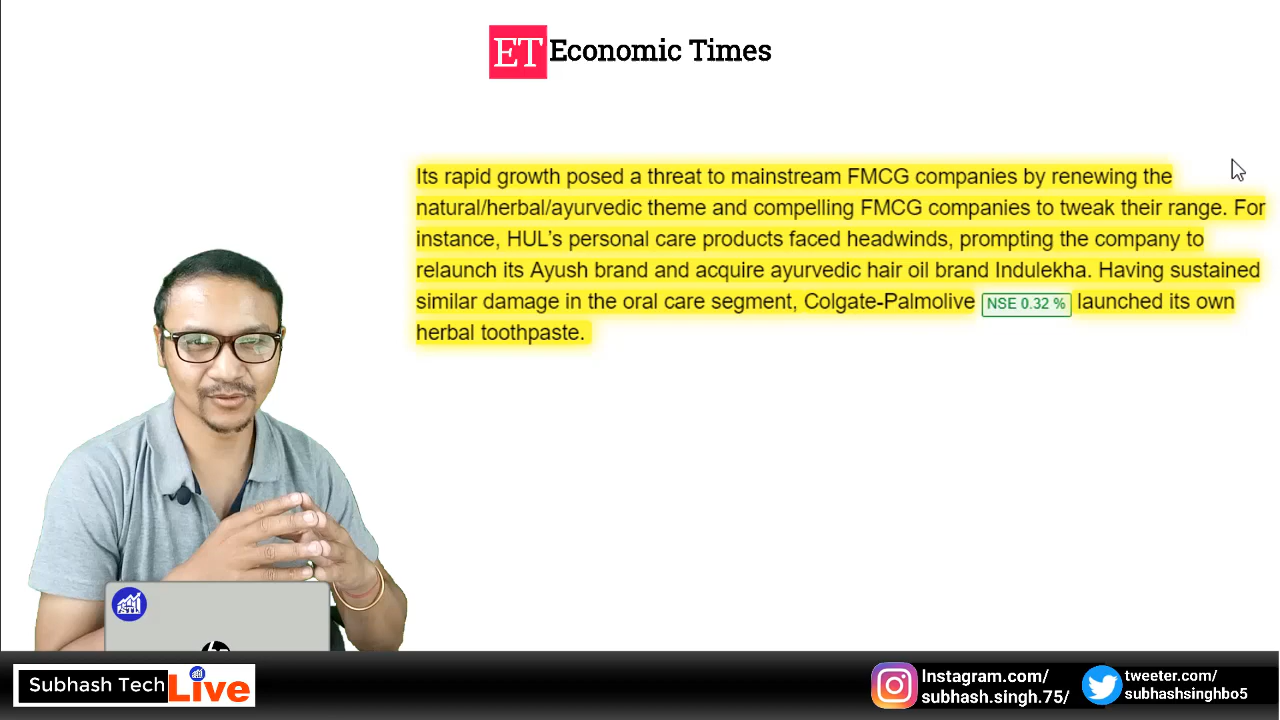 ET Economic Times
Its rapid growth posed a threat to mainstream FMCG companies by renewing the
natural/herbal/ayurvedic theme and compelling FMCG companies to tweak their range. For
instance, HUL’s personal care products faced headwinds, prompting the company to
relaunch its Ayush brand and acquire ayurvedic hair oil brand Indulekha. Having sustained
similar damage in the oral care segment, Colgate-Palmolive NSE 0.32 % launched its own
herbal toothpaste.
STL
Subhash Tech Live
Instagram.com/
subhash.singh.75/
tweeter.com/
subhashsinghbo5